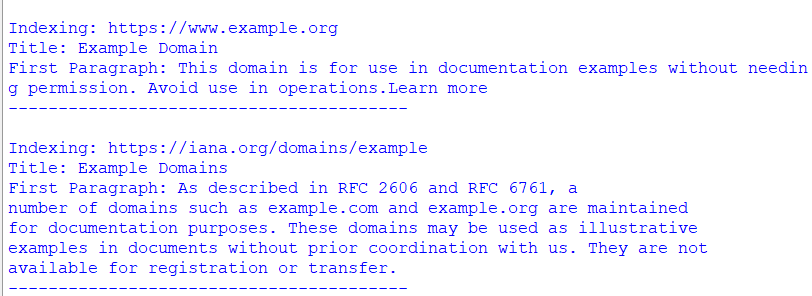 Indexing: https://www.example.org
Title: Example Domain
First Paragraph: This domain is for use in documentation examples without needin
g permission. Avoid use in operations.Learn more
----------------------------------------
Indexing: https://iana.org/domains/example
Title: Example Domains
First Paragraph: As described in RFC 2606 and RFC 6761, a
number of domains such as example.com and example.org are maintained
for documentation purposes. These domains may be used as illustrative
examples in documents without prior coordination with us. They are not
available for registration or transfer.
----------------------------------------